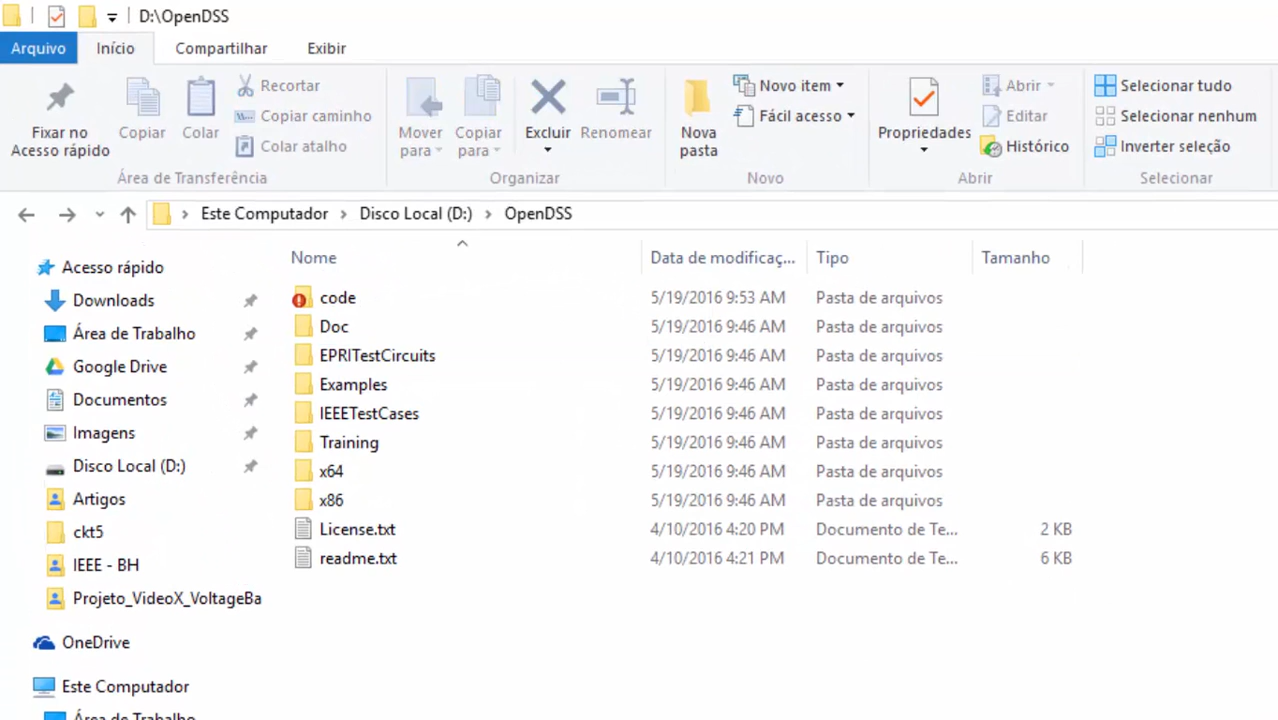 D:\OpenDSS
Arquivo Início Compartilhar Exibir
Fixar no Acesso rápido
Copiar
Colar
Recortar
Copiar caminho
Colar atalho
Área de Transferência
Mover para
Copiar para
Excluir
Renomear
Organizar
Nova pasta
Novo item
Fácil acesso
Novo
Propriedades
Abrir
Editar
Histórico
Abrir
Selecionar tudo
Selecionar nenhum
Inverter seleção
Selecionar
Este Computador > Disco Local (D:) > OpenDSS
Acesso rápido
Downloads
Área de Trabalho
Google Drive
Documentos
Imagens
Disco Local (D:)
Artigos
ckt5
IEEE - BH
Projeto_VideoX_VoltageBa
OneDrive
Este Computador
Área de Trabalho
Nome Data de modificaç... Tipo Tamanho
code 5/19/2016 9:53 AM Pasta de arquivos
Doc 5/19/2016 9:46 AM Pasta de arquivos
EPRITestCircuits 5/19/2016 9:46 AM Pasta de arquivos
Examples 5/19/2016 9:46 AM Pasta de arquivos
IEEETestCases 5/19/2016 9:46 AM Pasta de arquivos
Training 5/19/2016 9:46 AM Pasta de arquivos
x64 5/19/2016 9:46 AM Pasta de arquivos
x86 5/19/2016 9:46 AM Pasta de arquivos
License.txt 4/10/2016 4:20 PM Documento de Te... 2 KB
readme.txt 4/10/2016 4:21 PM Documento de Te... 6 KB